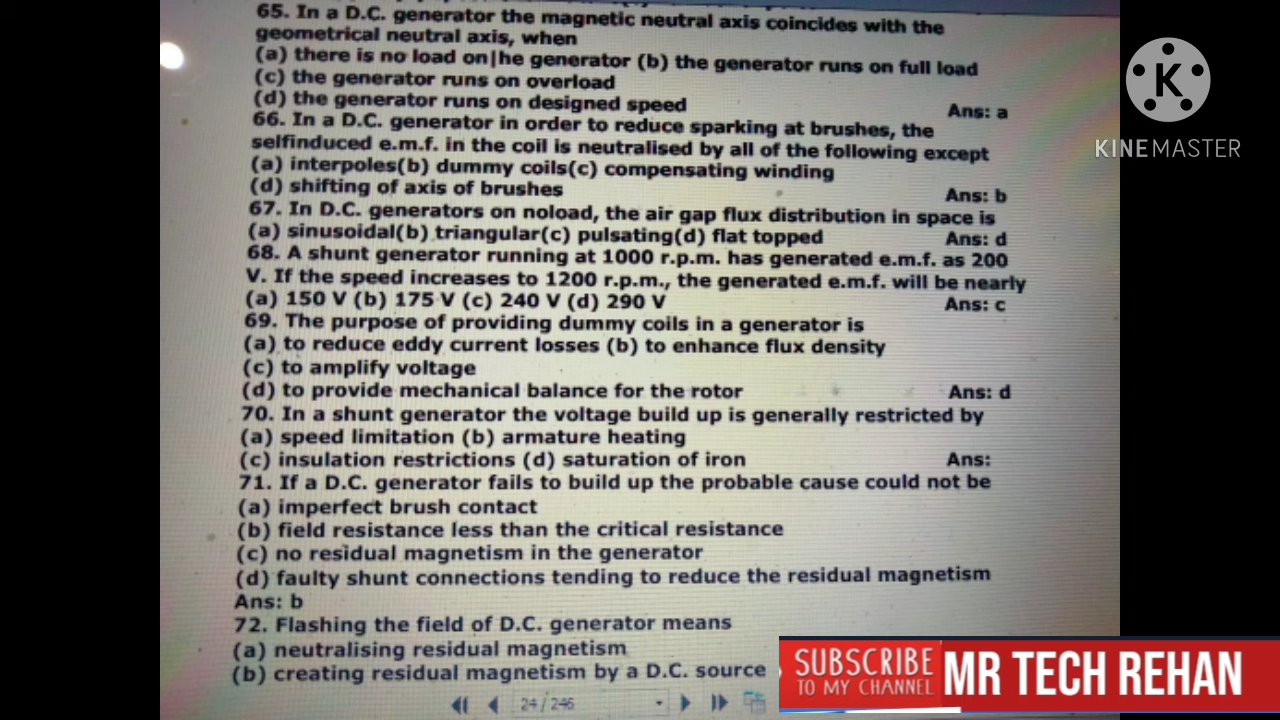 65. In a D.C. generator the magnetic neutral axis coincides with the
geometrical neutral axis, when
(a) there is no load on|he generator (b) the generator runs on full load
(c) the generator runs on overload
(d) the generator runs on designed speed Ans: a
66. In a D.C. generator in order to reduce sparking at brushes, the
selfinduced e.m.f. in the coil is neutralised by all of the following except
(a) interpoles(b) dummy coils(c) compensating winding
(d) shifting of axis of brushes Ans: b
67. In D.C. generators on noload, the air gap flux distribution in space is
(a) sinusoidal(b) triangular(c) pulsating(d) flat topped Ans: d
68. A shunt generator running at 1000 r.p.m. has generated e.m.f. as 200
V. If the speed increases to 1200 r.p.m., the generated e.m.f. will be nearly
(a) 150 V (b) 175 V (c) 240 V (d) 290 V Ans: c
69. The purpose of providing dummy coils in a generator is
(a) to reduce eddy current losses (b) to enhance flux density
(c) to amplify voltage
(d) to provide mechanical balance for the rotor Ans: d
70. In a shunt generator the voltage build up is generally restricted by
(a) speed limitation (b) armature heating
(c) insulation restrictions (d) saturation of iron Ans:
71. If a D.C. generator fails to build up the probable cause could not be
(a) imperfect brush contact
(b) field resistance less than the critical resistance
(c) no residual magnetism in the generator
(d) faulty shunt connections tending to reduce the residual magnetism
Ans: b
72. Flashing the field of D.C. generator means
(a) neutralising residual magnetism
(b) creating residual magnetism by a D.C. source
24 / 246
K
KINEMASTER
SUBSCRIBE
TO MY CHANNEL
MR TECH REHAN